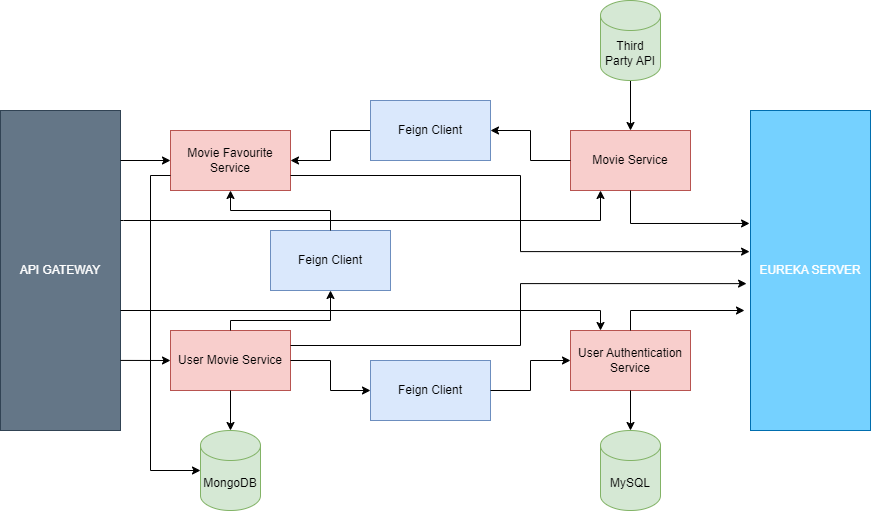 Third
Party API
Feign Client
Movie Favourite
Service
Movie Service
API GATEWAY
Feign Client
EUREKA SERVER
User Movie Service
User Authentication
Service
Feign Client
MongoDB
MySQL